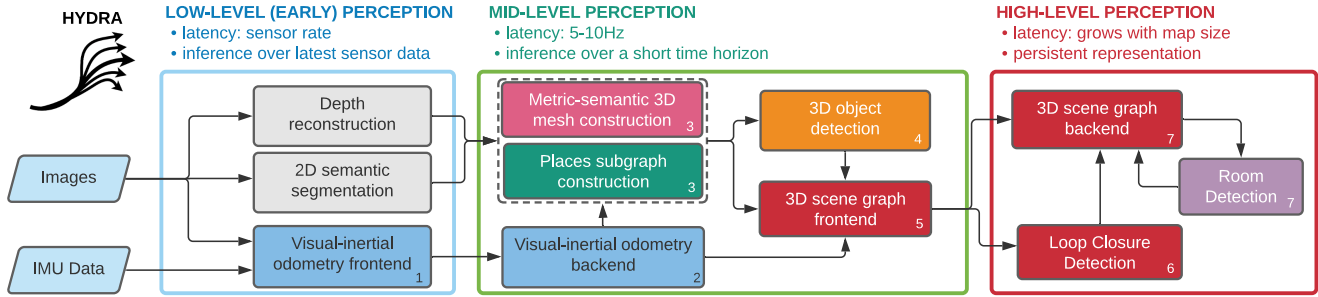 HYDRA
LOW-LEVEL (EARLY) PERCEPTION
• latency: sensor rate
• inference over latest sensor data
MID-LEVEL PERCEPTION
• latency: 5-10Hz
• inference over a short time horizon
HIGH-LEVEL PERCEPTION
• latency: grows with map size
• persistent representation
Images
IMU Data
Depth
reconstruction
2D semantic
segmentation
Visual-inertial
odometry frontend
1
Metric-semantic 3D
mesh construction
3
Places subgraph
construction
3
Visual-inertial odometry
backend
2
3D object
detection
4
3D scene graph
frontend
5
3D scene graph
backend
7
Room
Detection
7
Loop Closure
Detection
6